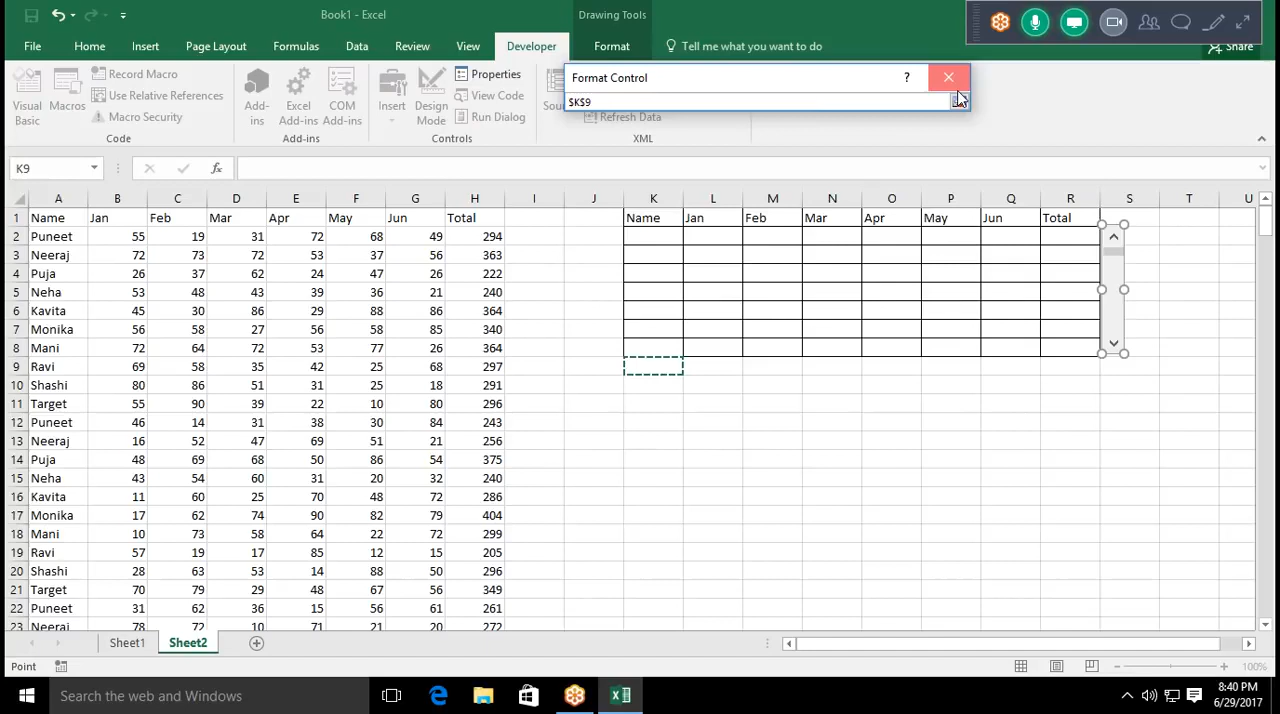 Book1 - Excel
Drawing Tools
File Home Insert Page Layout Formulas Data Review View Developer Format Tell me what you want to do Share
Format Control ?
$K$9
Visual Basic
Macros
Record Macro
Use Relative References
Macro Security
Code
Add-ins
Excel Add-ins
COM Add-ins
Add-ins
Insert
Design Mode
Properties
View Code
Run Dialog
Controls
Refresh Data
XML
K9 fx
A B C D E F G H I J K L M N O P Q R S T U
1 Name Jan Feb Mar Apr May Jun Total Name Jan Feb Mar Apr May Jun Total
2 Puneet 55 19 31 72 68 49 294
3 Neeraj 72 73 72 53 37 56 363
4 Puja 26 37 62 24 47 26 222
5 Neha 53 48 43 39 36 21 240
6 Kavita 45 30 86 29 88 86 364
7 Monika 56 58 27 56 58 85 340
8 Mani 72 64 72 53 77 26 364
9 Ravi 69 58 35 42 25 68 297
10 Shashi 80 86 51 31 25 18 291
11 Target 55 90 39 22 10 80 296
12 Puneet 46 14 31 38 30 84 243
13 Neeraj 16 52 47 69 51 21 256
14 Puja 48 69 68 50 86 54 375
15 Neha 43 54 60 31 20 32 240
16 Kavita 11 60 25 70 48 72 286
17 Monika 17 62 74 90 82 79 404
18 Mani 10 73 58 64 22 72 299
19 Ravi 57 19 17 85 12 15 205
20 Shashi 28 63 53 14 88 50 296
21 Target 70 79 29 48 67 56 349
22 Puneet 31 62 36 15 56 61 261
23 Neeraj 78 72 10 71 21 20 272
Sheet1 Sheet2
Point 100%
Search the web and Windows
8:40 PM
6/29/2017